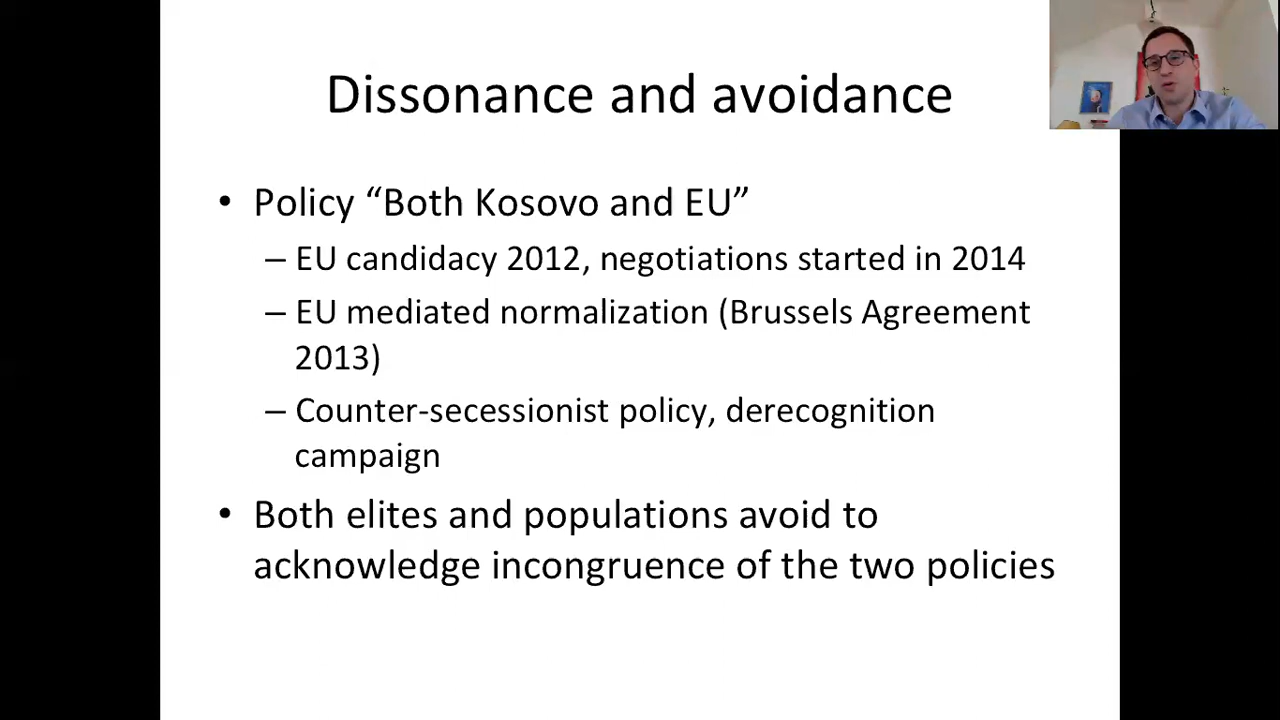 Dissonance and avoidance
• Policy “Both Kosovo and EU”
– EU candidacy 2012, negotiations started in 2014
– EU mediated normalization (Brussels Agreement
2013)
– Counter-secessionist policy, derecognition
campaign
• Both elites and populations avoid to
acknowledge incongruence of the two policies